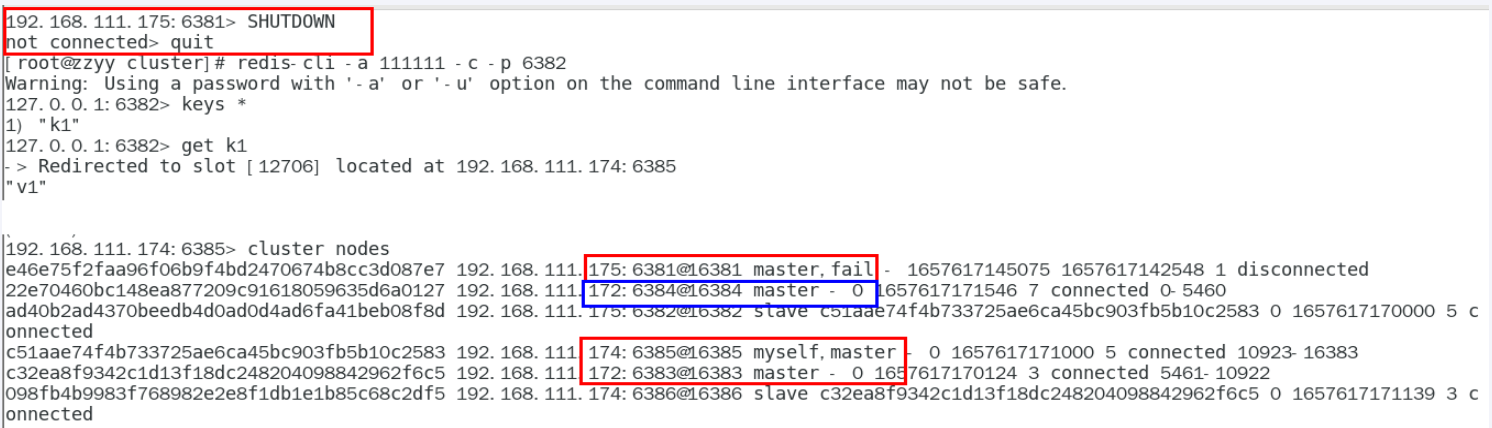 192.168.111.175:6381> SHUTDOWN
not connected> quit
[root@zzyy cluster]# redis-cli -a 111111 -c -p 6382
Warning: Using a password with '-a' or '-u' option on the command line interface may not be safe.
127.0.0.1:6382> keys *
1) "k1"
127.0.0.1:6382> get k1
-> Redirected to slot [12706] located at 192.168.111.174:6385
"v1"
192.168.111.174:6385> cluster nodes
e46e75f2faa96f06b9f4bd2470674b8cc3d087e7 192.168.111.175:6381@16381 master,fail - 1657617145075 1657617142548 1 disconnected
22e70460bc148ea877209c91618059635d6a0127 192.168.111.172:6384@16384 master - 0 1657617171546 7 connected 0-5460
ad40b2ad4370beedb4d0ad0d4ad6fa41beb08f8d 192.168.111.175:6382@16382 slave c51aae74f4b733725ae6ca45bc903fb5b10c2583 0 1657617170000 5 c
onnected
c51aae74f4b733725ae6ca45bc903fb5b10c2583 192.168.111.174:6385@16385 myself,master - 0 1657617171000 5 connected 10923-16383
c32ea8f9342c1d13f18dc248204098842962f6c5 192.168.111.172:6383@16383 master - 0 1657617170124 3 connected 5461-10922
098fb4b9983f768982e2e8f1db1e1b85c68c2df5 192.168.111.174:6386@16386 slave c32ea8f9342c1d13f18dc248204098842962f6c5 0 1657617171139 3 c
onnected